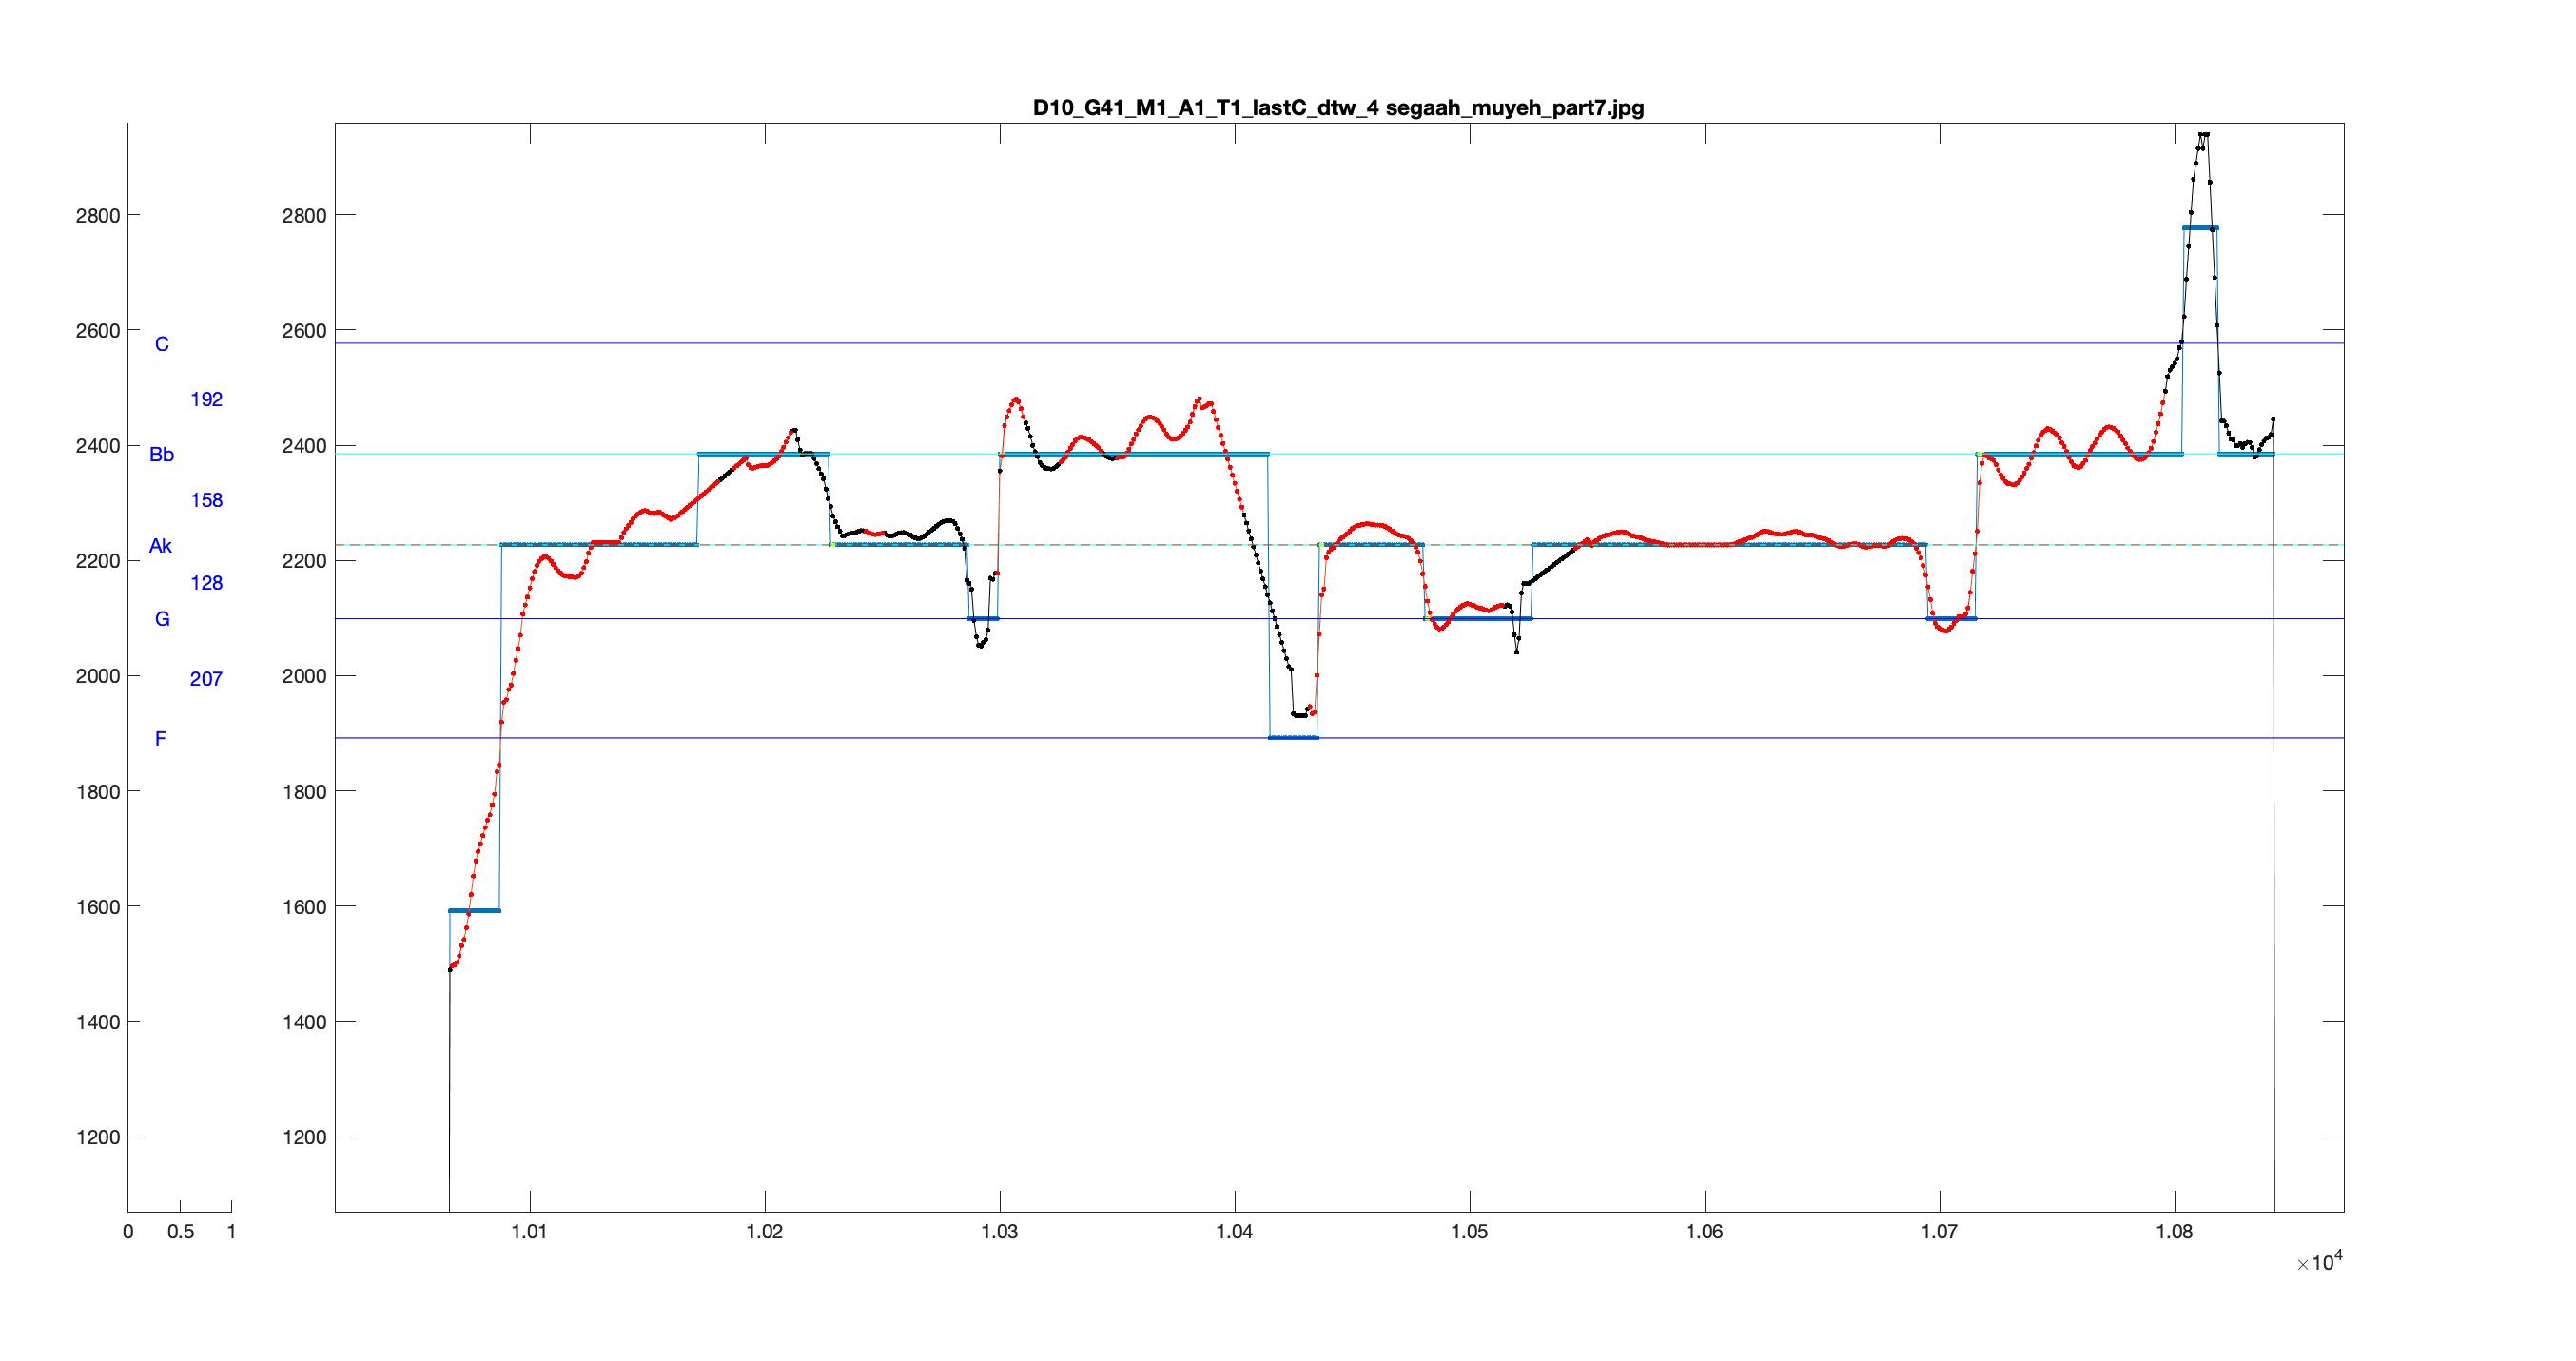 D10_G41_M1_A1_T1_lastC_dtw_4 segaah_muyeh_part7.jpg
2800 2800
2600 2600
C
192
2400 2400
Bb
158
Ak
2200 2200
128
G
2000 2000
207
F
1800 1800
1600 1600
1400 1400
1200 1200
0 0.5 1 1.01 1.02 1.03 1.04 1.05 1.06 1.07 1.08
×10⁴